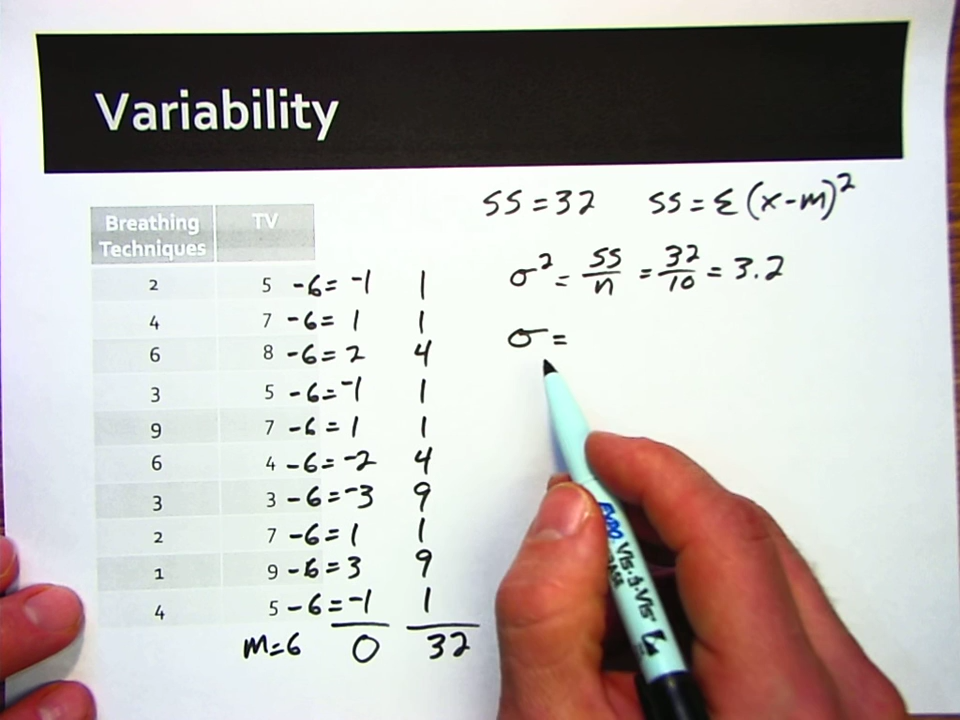 Variability
SS = 32 SS = Σ (x-m)²
Breathing Techniques TV
σ² = SS/n = 32/10 = 3.2
σ =
2 5 -6 = -1 1
4 7 -6 = 1 1
6 8 -6 = 2 4
3 5 -6 = -1 1
9 7 -6 = 1 1
6 4 -6 = -2 4
3 3 -6 = -3 9
2 7 -6 = 1 1
1 9 -6 = 3 9
4 5 -6 = -1 1
m=6 0 32
EXPO Vis-à-Vis